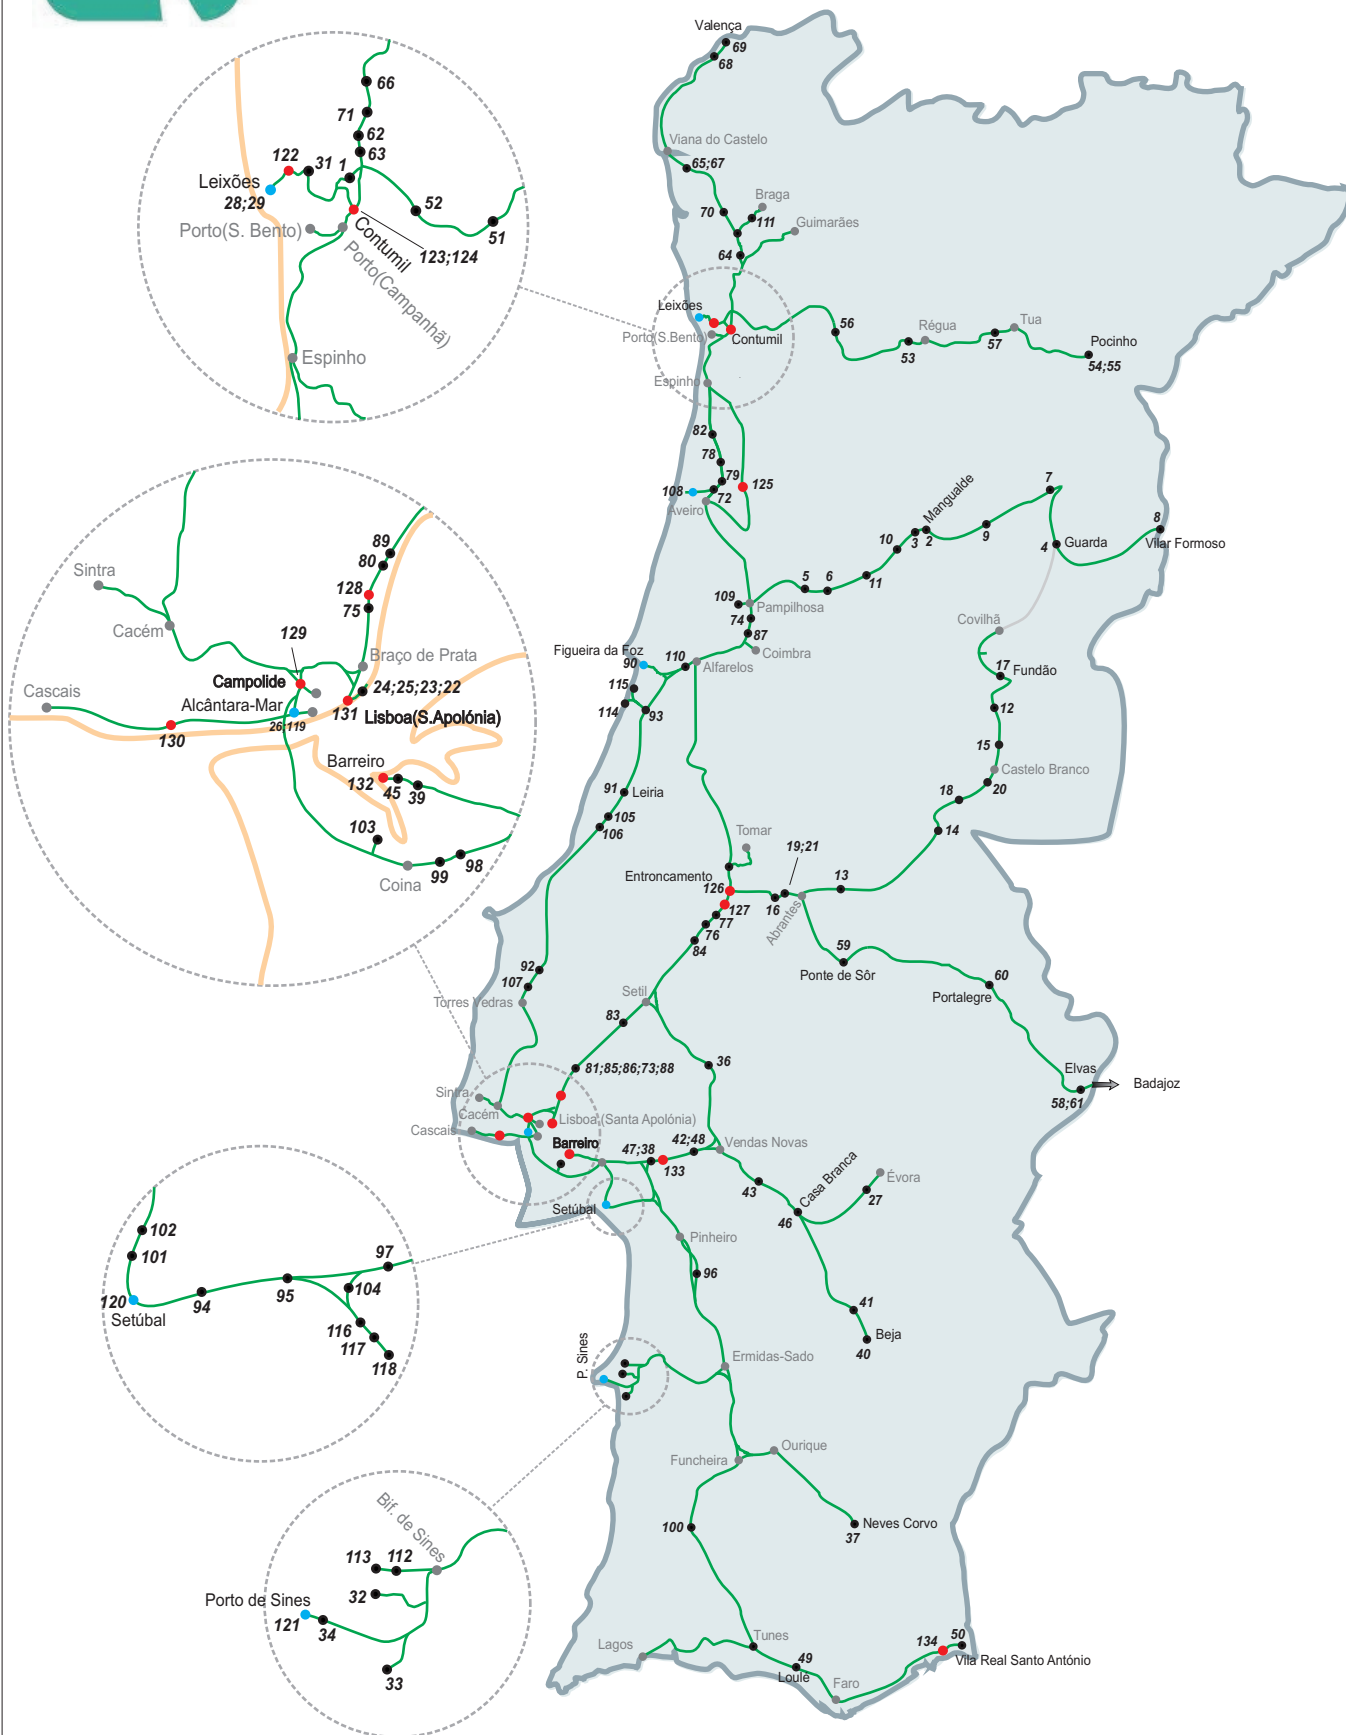 Valença
69
68
66
71
62
63
122
31
1
Leixões
28;29
52
51
Porto(S. Bento)
Contumil
123;124
Porto(Campanhã)
Espinho
Viana do Castelo
65;67
Braga
70
111
Guimarães
64
Leixões
Porto(S.Bento)
Contumil
56
Régua
53
57
Tua
Pocinho
54;55
Espinho
82
78
79
108
72
125
Aveiro
Mangualde
7
8
Vilar Formoso
10
3
2
9
4
Guarda
11
5
6
109
Pampilhosa
74
87
Coimbra
Covilhã
Figueira da Foz
90
110
Alfarelos
115
114
93
17
Fundão
12
15
Castelo Branco
20
18
14
89
80
128
75
Sintra
Cacém
129
Braço de Prata
Campolide
24;25;23;22
Cascais
Alcântara-Mar
26;119
131
Lisboa(S.Apolónia)
130
Barreiro
132
45
39
103
99
98
Coina
91
Leiria
105
106
Tomar
19;21
Entroncamento
126
127
16
13
Abrantes
77
76
84
59
Ponte de Sôr
60
Portalegre
92
107
Torres Vedras
Setil
83
36
81;85;86;73;88
Elvas
58;61
Badajoz
Sintra
Cacém
Lisboa (Santa Apolónia)
Cascais
Barreiro
47;38
133
42;48
Vendas Novas
43
Casa Branca
46
27
Évora
Setúbal
Pinheiro
96
102
101
97
120
Setúbal
94
95
104
116
117
118
41
Beja
40
P. Sines
Ermidas-Sado
Ourique
Funcheira
Neves Corvo
37
100
Bif. de Sines
113
112
32
Porto de Sines
121
34
33
Lagos
Tunes
49
Loulé
Faro
134
50
Vila Real Santo António